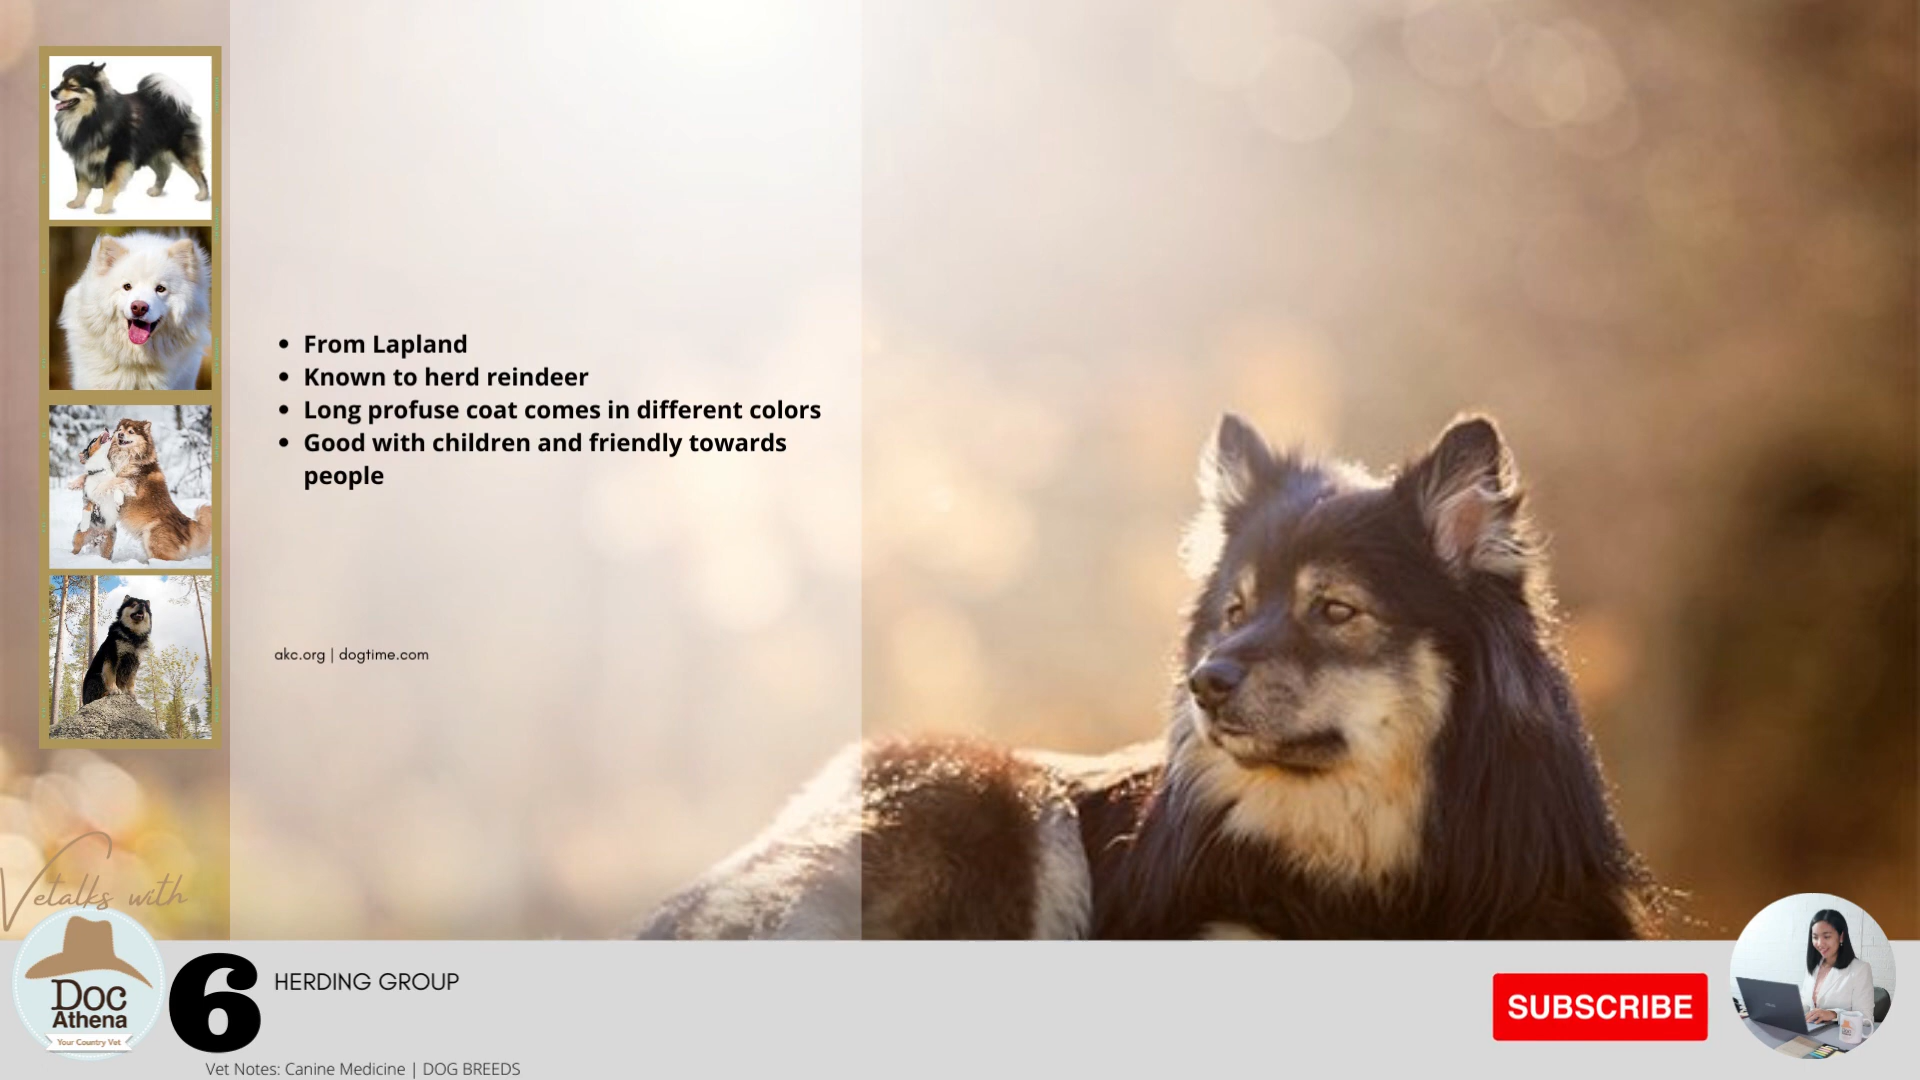 From Lapland
Known to herd reindeer
Long profuse coat comes in different colors
Good with children and friendly towards
people
akc.org | dogtime.com
Vetalks with
Doc
Athena
Your Country Vet
6
HERDING GROUP
Vet Notes: Canine Medicine | DOG BREEDS
SUBSCRIBE